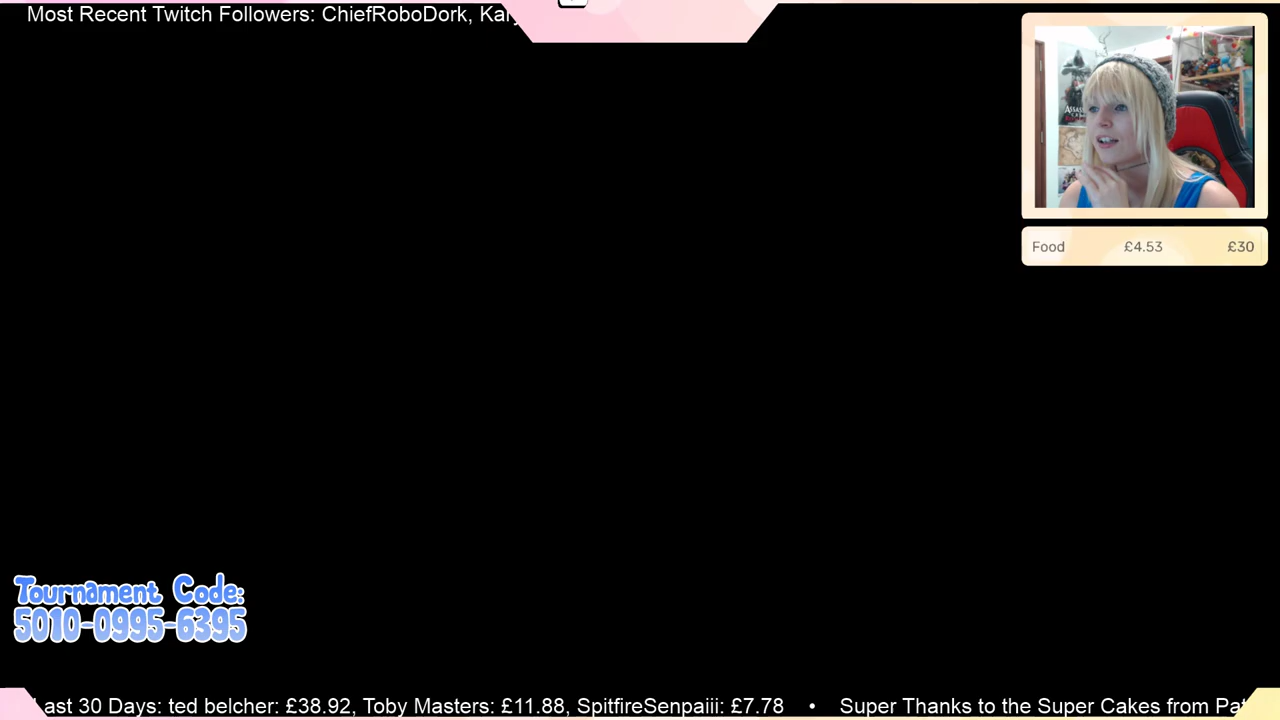 Most Recent Twitch Followers: ChiefRoboDork,
Food £4.53 £30
Tournament Code:
5010-0995-6395
Last 30 Days: ted belcher: £38.92, Toby Masters: £11.88, SpitfireSenpaiii: £7.78 • Super Thanks to the Super Cakes from